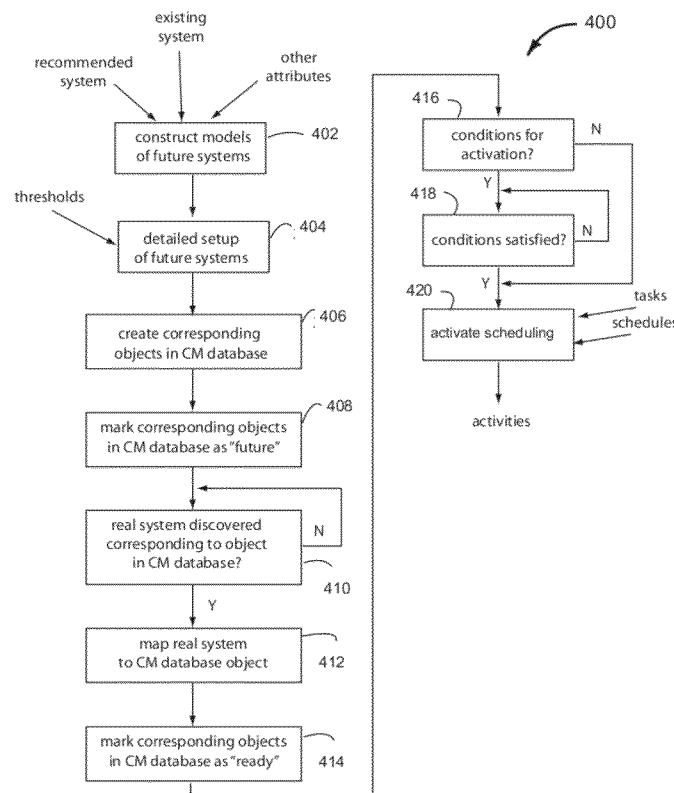 existing
system
recommended
system
other
attributes
construct models
of future systems
402
thresholds
detailed setup
of future systems
404
create corresponding
objects in CM database
406
mark corresponding objects
in CM database as "future"
408
real system discovered
corresponding to object
in CM database?
N
410
Y
map real system
to CM database object
412
mark corresponding objects
in CM database as "ready"
414
400
416
conditions for
activation?
N
Y
418
conditions satisfied?
N
Y
420
activate scheduling
tasks
schedules
activities